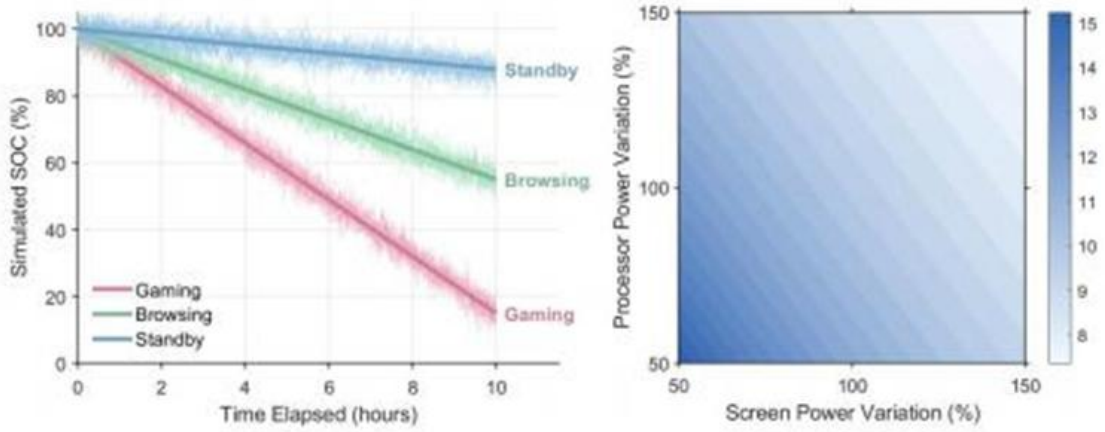 Simulated SOC (%)
100
80
60
40
20
0
Standby
Browsing
Gaming
Gaming
Browsing
Standby
0 2 4 6 8 10
Time Elapsed (hours)
Processor Power Variation (%)
150
100
50
50 100 150
Screen Power Variation (%)
15
14
13
12
11
10
9
8